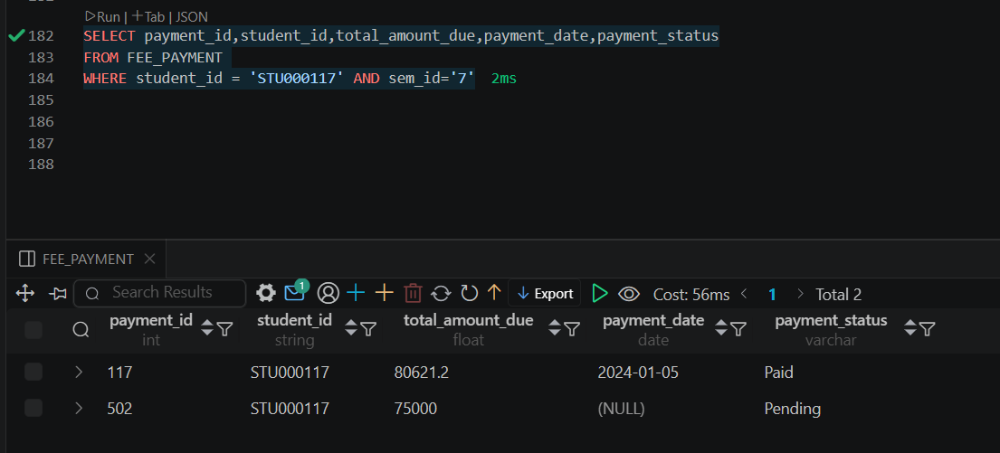 Run | Tab | JSON
182 SELECT payment_id,student_id,total_amount_due,payment_date,payment_status
183 FROM FEE_PAYMENT
184 WHERE student_id = 'STU000117' AND sem_id='7' 2ms
185
186
187
188
FEE_PAYMENT
Search Results 1 Export Cost: 56ms 1 Total 2
payment_id student_id total_amount_due payment_date payment_status
int string float date varchar
117 STU000117 80621.2 2024-01-05 Paid
502 STU000117 75000 (NULL) Pending